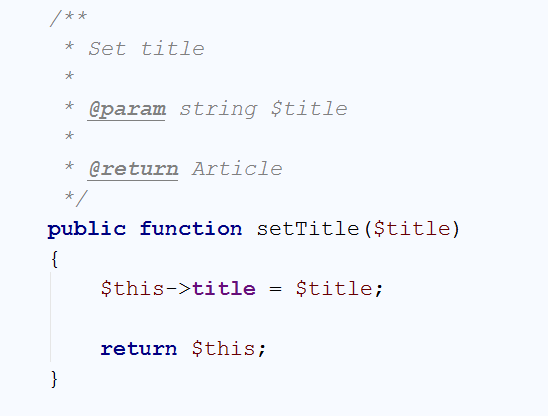 /**
 * Set title
 *
 * @param string $title
 *
 * @return Article
 */
public function setTitle($title)
{
    $this->title = $title;

    return $this;
}